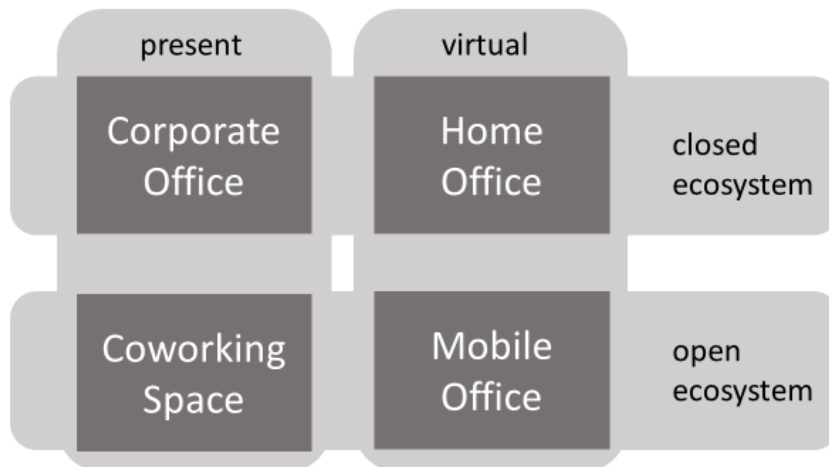 present
virtual
Corporate
Office
Home
Office
closed
ecosystem
Coworking
Space
Mobile
Office
open
ecosystem